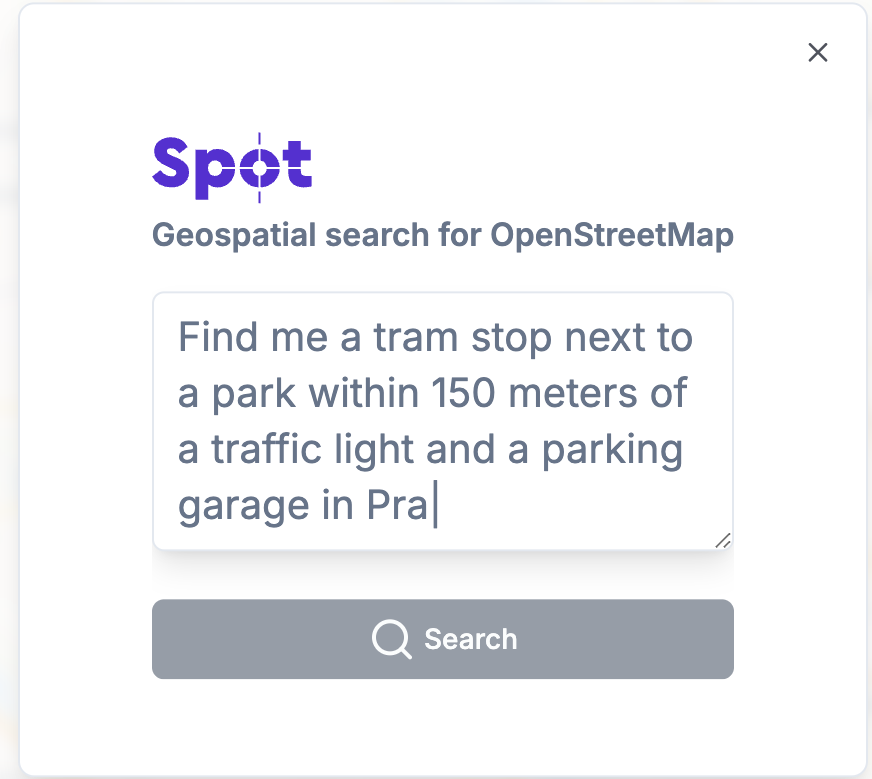 Spot
Geospatial search for OpenStreetMap
Find me a tram stop next to
a park within 150 meters of
a traffic light and a parking
garage in Pra
Search